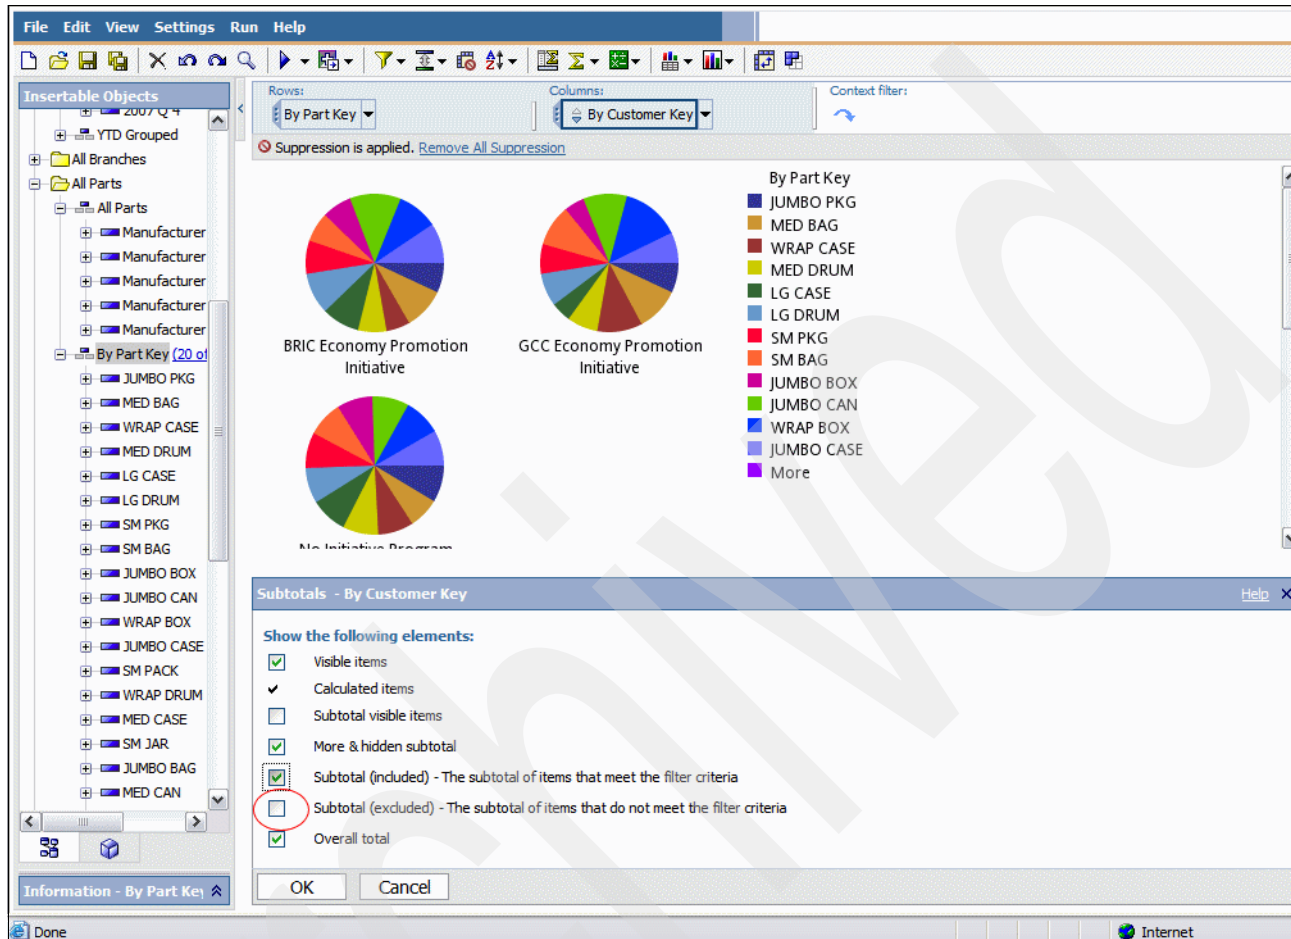 File Edit View Settings Run Help
Insertable Objects
2007 Q 4
YTD Grouped
All Branches
All Parts
All Parts
Manufacturer
Manufacturer
Manufacturer
Manufacturer
Manufacturer
By Part Key (20 of
JUMBO PKG
MED BAG
WRAP CASE
MED DRUM
LG CASE
LG DRUM
SM PKG
SM BAG
JUMBO BOX
JUMBO CAN
WRAP BOX
JUMBO CASE
SM PACK
WRAP DRUM
MED CASE
SM JAR
JUMBO BAG
MED CAN
Information - By Part Key
Rows:
By Part Key
Columns:
By Customer Key
Context filter:
Suppression is applied. Remove All Suppression
BRIC Economy Promotion
Initiative
GCC Economy Promotion
Initiative
No Initiative Program
By Part Key
JUMBO PKG
MED BAG
WRAP CASE
MED DRUM
LG CASE
LG DRUM
SM PKG
SM BAG
JUMBO BOX
JUMBO CAN
WRAP BOX
JUMBO CASE
More
Subtotals - By Customer Key
Help
Show the following elements:
Visible items
Calculated items
Subtotal visible items
More & hidden subtotal
Subtotal (included) - The subtotal of items that meet the filter criteria
Subtotal (excluded) - The subtotal of items that do not meet the filter criteria
Overall total
OK Cancel
Done
Internet